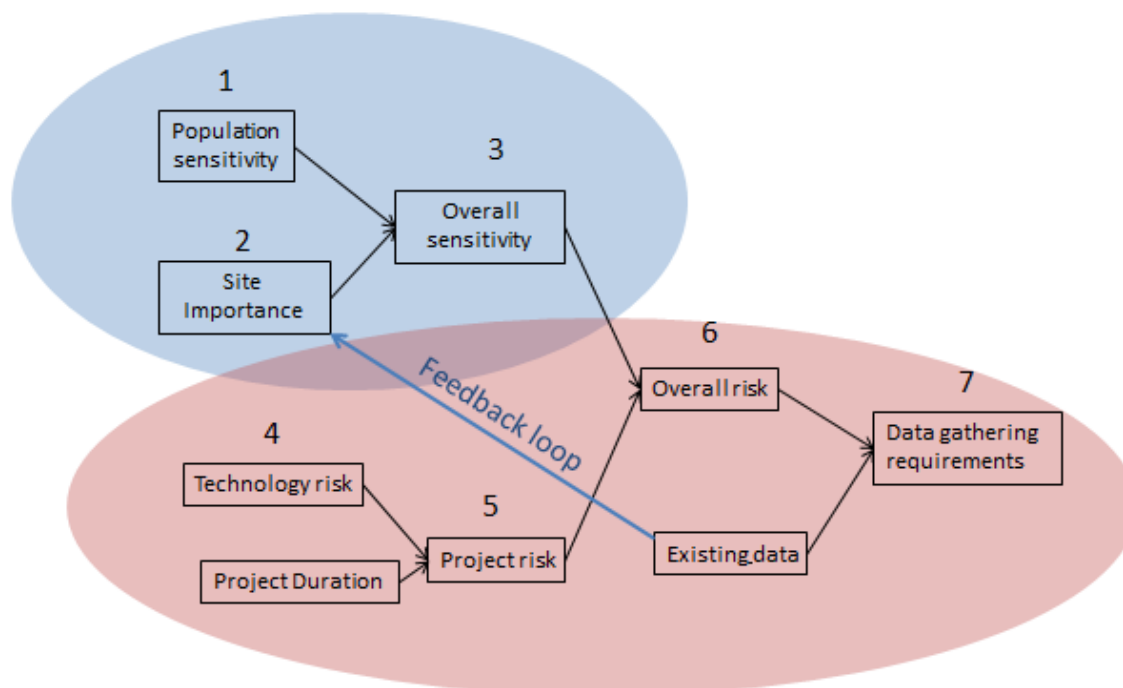 1
Population
sensitivity
3
Overall
sensitivity
2
Site
Importance
6
Overall risk
7
Data gathering
requirements
Feedback loop
4
Technology risk
5
Project risk
Existing data
Project Duration